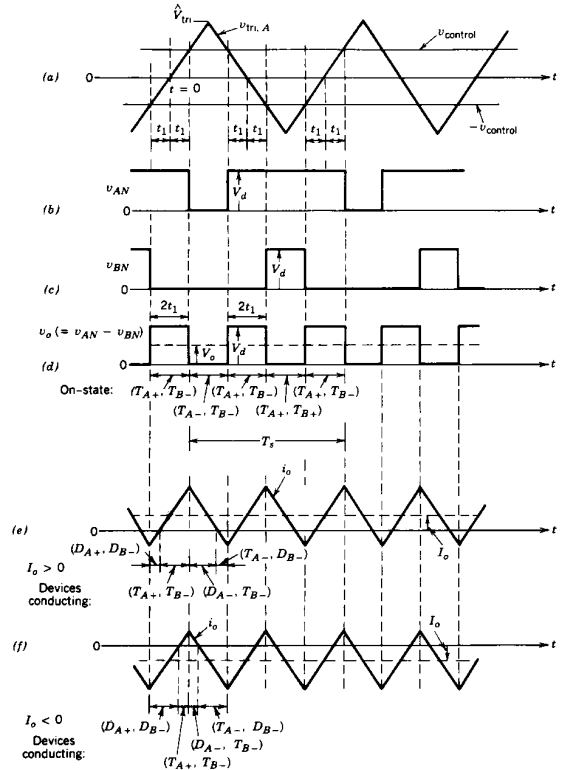 V̂tri
vtri, A
vcontrol
(a)
0
t = 0
t
−vcontrol
t1 t1 t1 t1 t1 t1
vAN
Vd
(b)
0
t
vBN
Vd
(c)
0
t
2t1 2t1
vo (= vAN − vBN)
Vo Vd
(d)
0
t
On-state: (TA+, TB−) (TA+, TB−) (TA+, TB−)
(TA−, TB−) (TA+, TB+)
Ts
io
(e)
0
t
(DA+, DB−) (TA−, DB−)
Io
Io > 0
Devices
conducting:
(TA+, TB−) (DA−, TB−)
(f)
io
Io
0
t
Io < 0
Devices
conducting:
(DA+, DB−) (TA−, DB−)
(DA−, TB−)
(TA+, TB−)